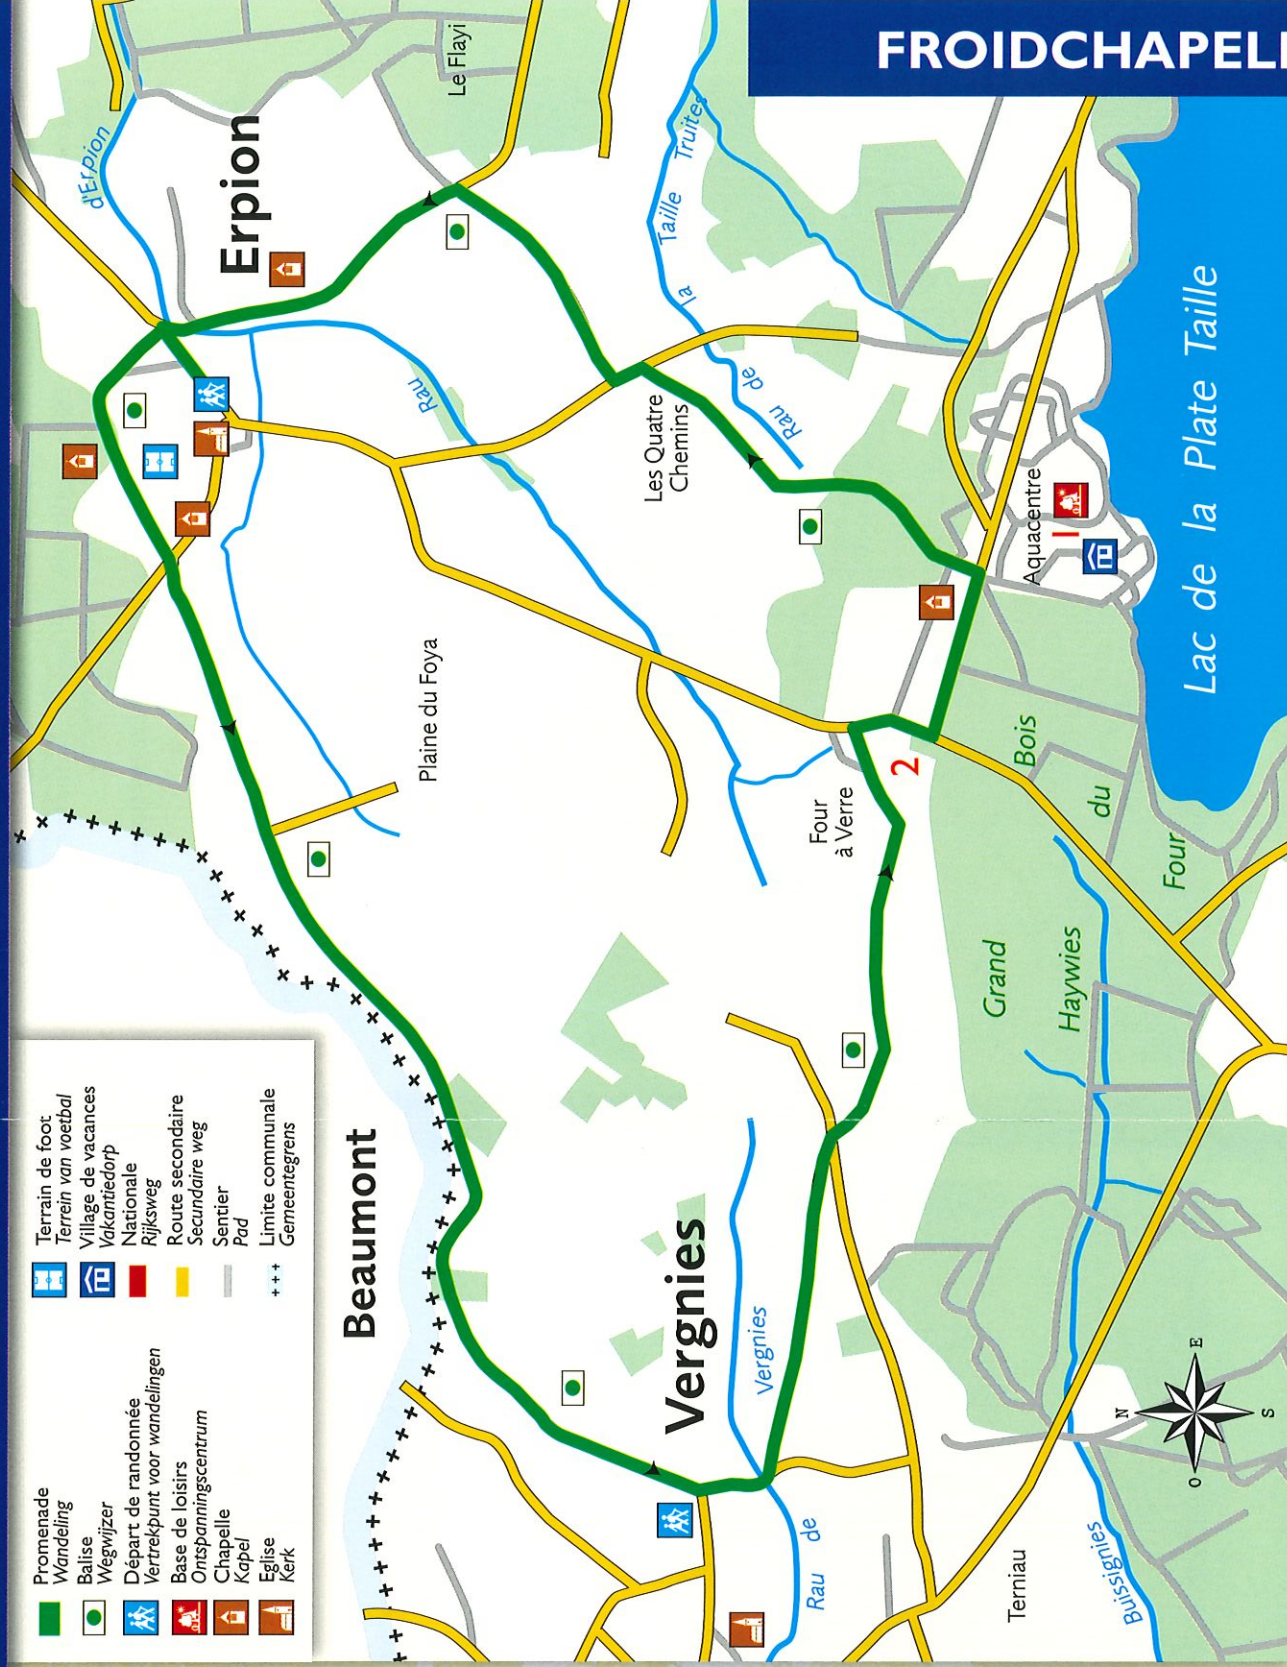 FROIDCHAPELL
Promenade
Wandeling
Balise
Wegwijzer
Départ de randonnée
Vertrekpunt voor wandelingen
Base de loisirs
Ontspanningscentrum
Chapelle
Kapel
Eglise
Kerk
Terrain de foot
Terrein van voetbal
Village de vacances
Vakantiedorp
Nationale
Rijksweg
Route secondaire
Secundaire weg
Sentier
Pad
+++
Limite communale
Gemeentegrens
Beaumont
Vergnies
Erpion
d'Erpion
Rau
Le Flayi
Plaine du Foya
Les Quatre
Chemins
Rau de la Taille Truites
Four
à Verre
2
Aquacentre
1
Lac de la Plate Taille
Bois
du
Four
Grand
Haywies
Vergnies
Rau de
Terniau
Buissignies
N
E
S
O